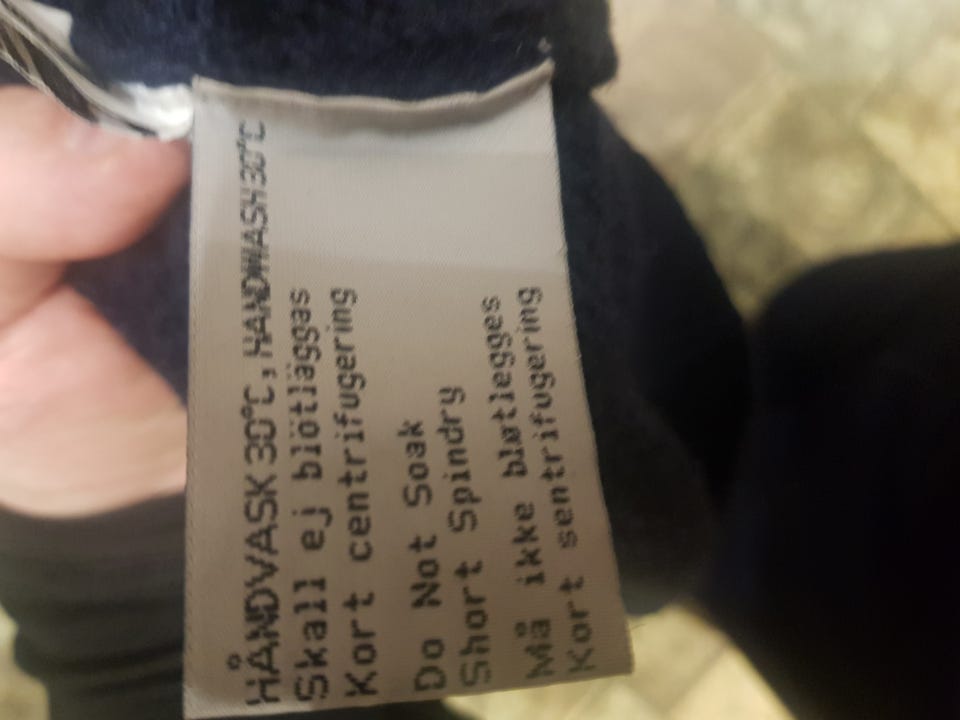 HÅNDVASK 30°C, HANDWASH 30°C
Skall ej blötläggas
Kort centrifugering
Do Not Soak
Short Spindry
Må ikke bløtlegges
Kort sentrifugering